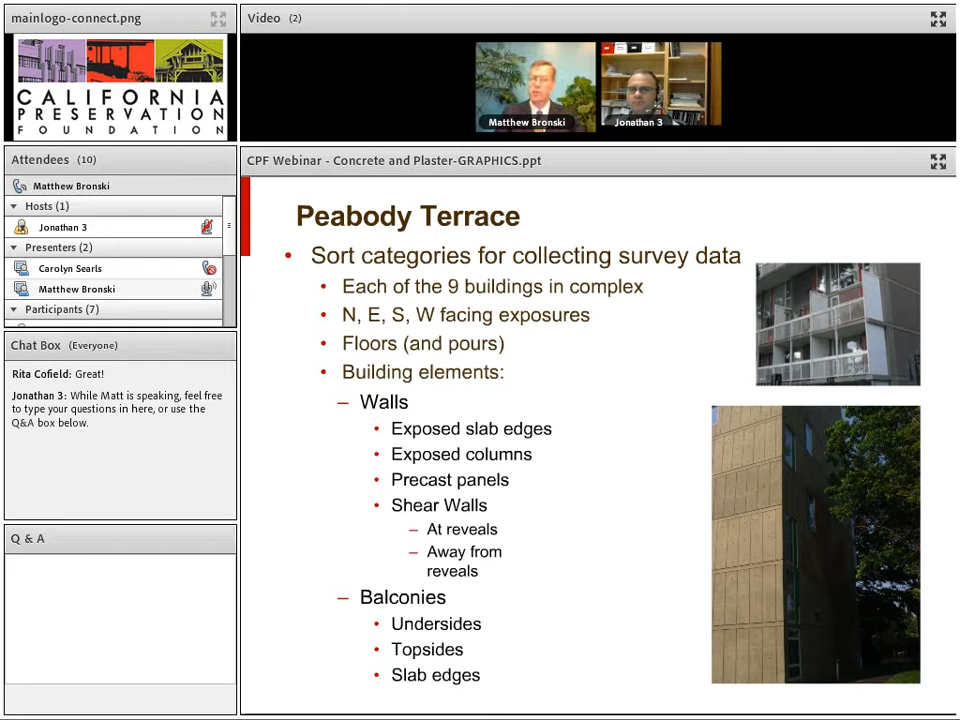 mainlogo-connect.png
CALIFORNIA
PRESERVATION
FOUNDATION
Video (2)
Matthew Bronski
Jonathan 3
Attendees (10)
Matthew Bronski
Hosts (1)
Jonathan 3
Presenters (2)
Carolyn Searls
Matthew Bronski
Participants (7)
Chat Box (Everyone)
Rita Cofield: Great!
Jonathan 3: While Matt is speaking, feel free
to type your questions in here, or use the
Q&A box below.
Q & A
CPF Webinar - Concrete and Plaster-GRAPHICS.ppt
Peabody Terrace
• Sort categories for collecting survey data
• Each of the 9 buildings in complex
• N, E, S, W facing exposures
• Floors (and pours)
• Building elements:
– Walls
• Exposed slab edges
• Exposed columns
• Precast panels
• Shear Walls
– At reveals
– Away from
reveals
– Balconies
• Undersides
• Topsides
• Slab edges